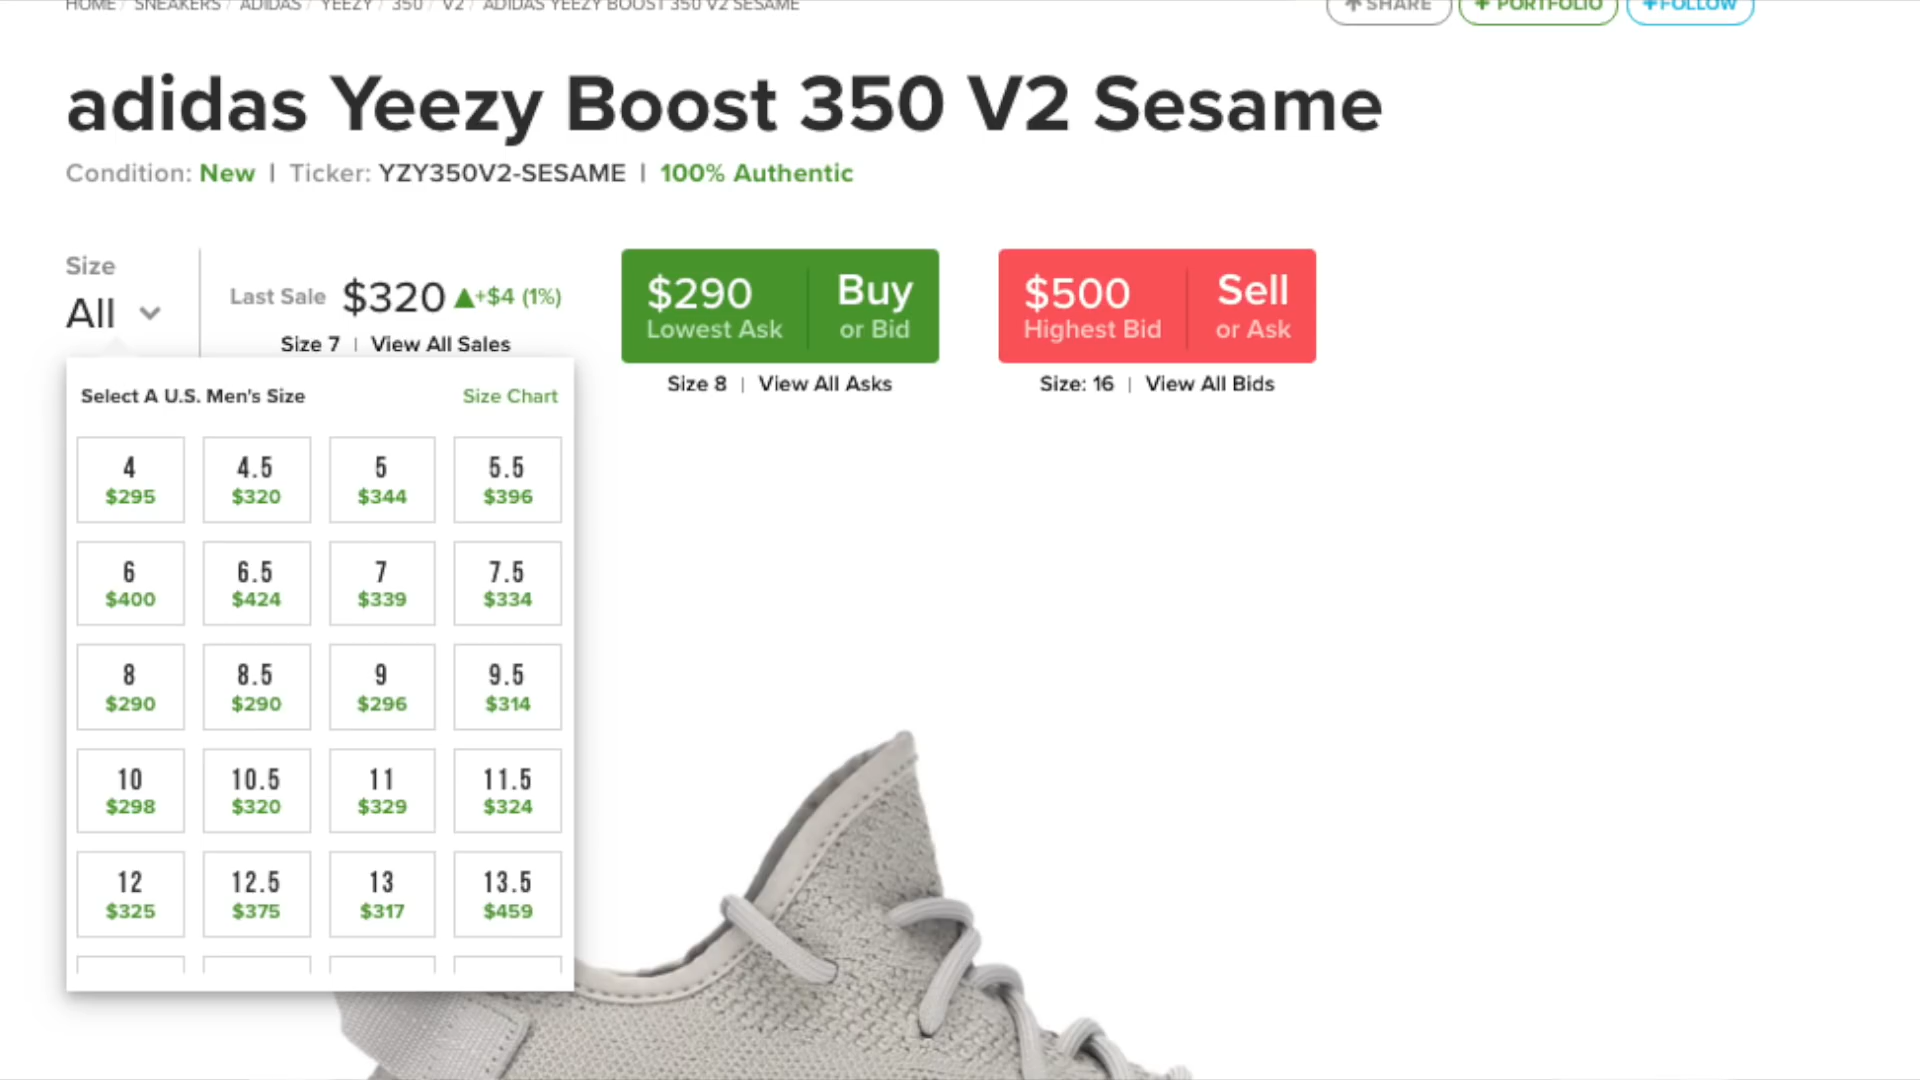 HOME / SNEAKERS / ADIDAS / YEEZY / 350 / V2 / ADIDAS YEEZY BOOST 350 V2 SESAME
SHARE
+ PORTFOLIO
+FOLLOW
adidas Yeezy Boost 350 V2 Sesame
Condition: New | Ticker: YZY350V2-SESAME | 100% Authentic
Size
All
Last Sale $320 ▲+$4 (1%)
Size 7 | View All Sales
$290 Buy
Lowest Ask or Bid
Size 8 | View All Asks
$500 Sell
Highest Bid or Ask
Size: 16 | View All Bids
Select A U.S. Men's Size Size Chart
4 4.5 5 5.5
$295 $320 $344 $396
6 6.5 7 7.5
$400 $424 $339 $334
8 8.5 9 9.5
$290 $290 $296 $314
10 10.5 11 11.5
$298 $320 $329 $324
12 12.5 13 13.5
$325 $375 $317 $459